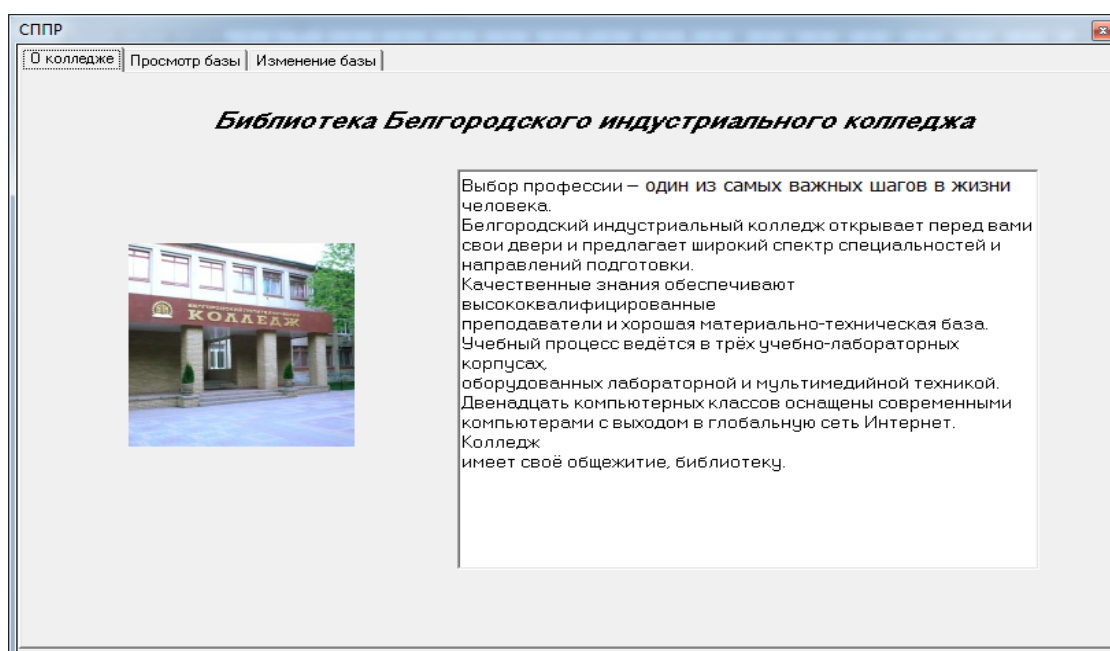 СППР
О колледже Просмотр базы Изменение базы
Библиотека Белгородского индустриального колледжа
Выбор профессии – один из самых важных шагов в жизни
человека.
Белгородский индустриальный колледж открывает перед вами
свои двери и предлагает широкий спектр специальностей и
направлений подготовки.
Качественные знания обеспечивают
высококвалифицированные
преподаватели и хорошая материально-техническая база.
Учебный процесс ведётся в трёх учебно-лабораторных
корпусах,
оборудованных лабораторной и мультимедийной техникой.
Двенадцать компьютерных классов оснащены современными
компьютерами с выходом в глобальную сеть Интернет.
Колледж
имеет своё общежитие, библиотеку.
КОЛЛЕДЖ